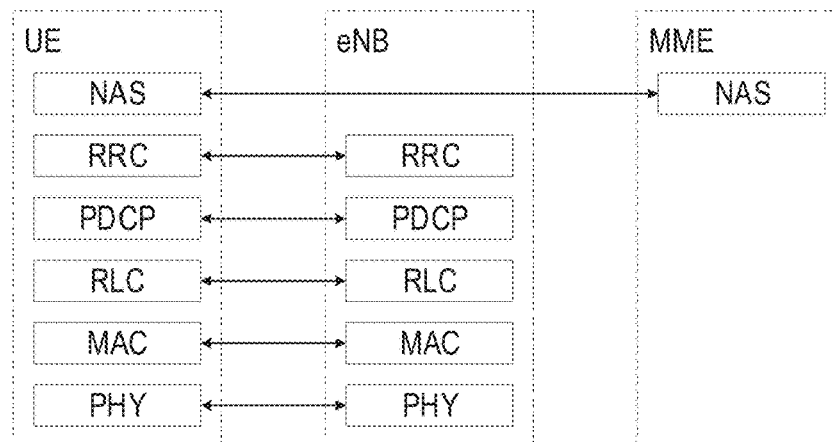 UE eNB MME
NAS NAS
RRC RRC
PDCP PDCP
RLC RLC
MAC MAC
PHY PHY